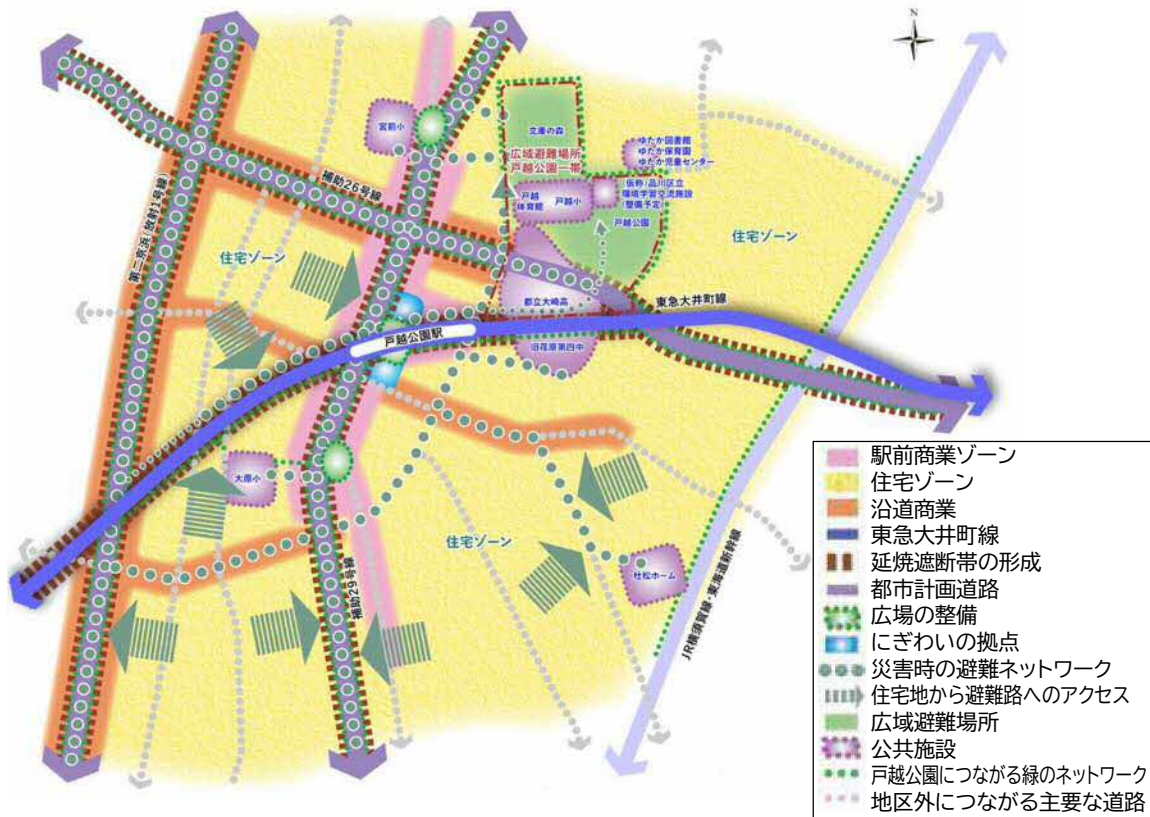 N
宮前小
文庫の森
ゆたか図書館
ゆたか保育園
ゆたか児童センター
広域避難場所
戸越公園一帯
補助26号線
戸越
体育館
戸越小
仮称/品川区立
環境学習交流施設
(整備予定)
戸越公園
第二京浜(放射1号線)
住宅ゾーン
住宅ゾーン
都立大崎高
東急大井町線
戸越公園駅
旧荏原第四中
大原小
住宅ゾーン
杜松ホーム
補助29号線
JR横須賀線・東海道新幹線
駅前商業ゾーン
住宅ゾーン
沿道商業
東急大井町線
延焼遮断帯の形成
都市計画道路
広場の整備
にぎわいの拠点
災害時の避難ネットワーク
住宅地から避難路へのアクセス
広域避難場所
公共施設
戸越公園につながる緑のネットワーク
地区外につながる主要な道路